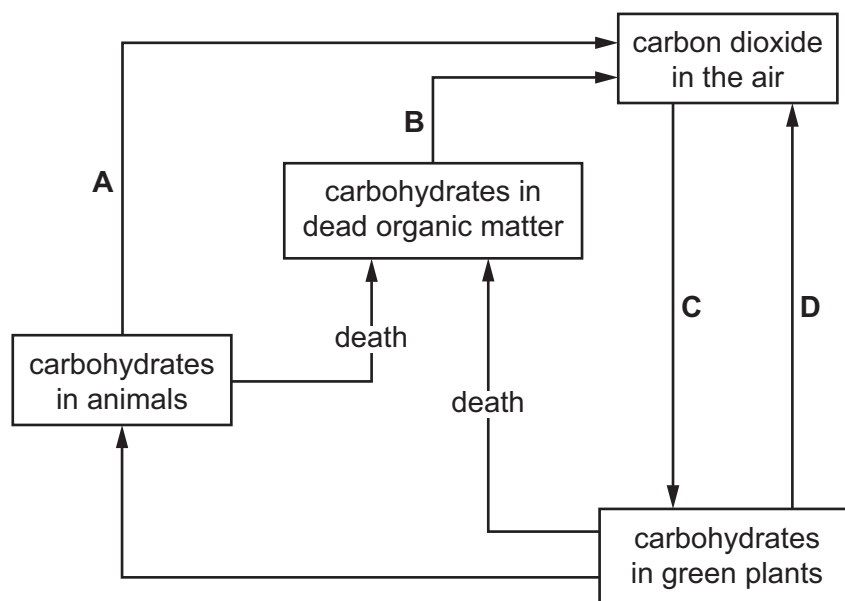 carbon dioxide
in the air
B
A
carbohydrates in
dead organic matter
C
D
death
carbohydrates
in animals
death
carbohydrates
in green plants